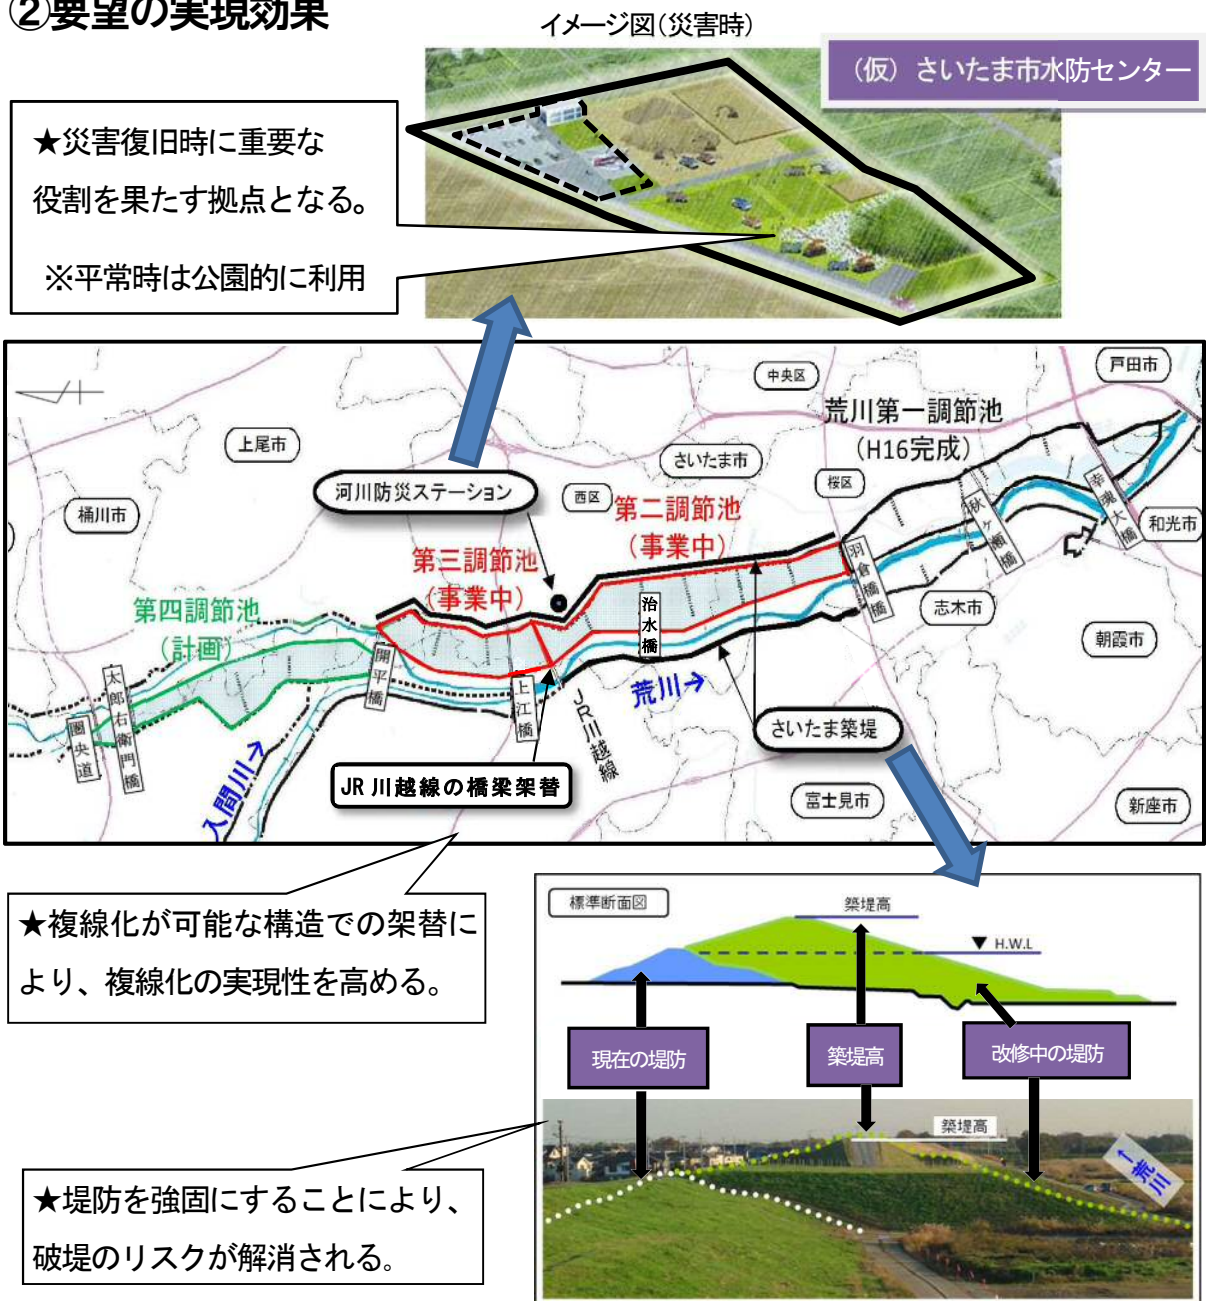 ②要望の実現効果
イメージ図(災害時)
（仮）さいたま市水防センター
★災害復旧時に重要な
役割を果たす拠点となる。
※平常時は公園的に利用
戸田市
中央区
荒川第一調節池
（H16完成）
上尾市
さいたま市
河川防災ステーション
西区
桜区
桶川市
第二調節池
（事業中）
幸魂大橋
秋ヶ瀬橋
和光市
第三調節池
（事業中）
羽倉橋橋
第四調節池
（計画）
治水橋
志木市
朝霞市
開平橋
太郎右衛門橋
圏央道
上江橋
JR川越線
荒川→
さいたま築堤
入間川→
JR川越線の橋梁架替
富士見市
新座市
★複線化が可能な構造での架替に
より、複線化の実現性を高める。
標準断面図
築堤高
▼ H.W.L
現在の堤防
築堤高
改修中の堤防
築堤高
←荒川
★堤防を強固にすることにより、
破堤のリスクが解消される。